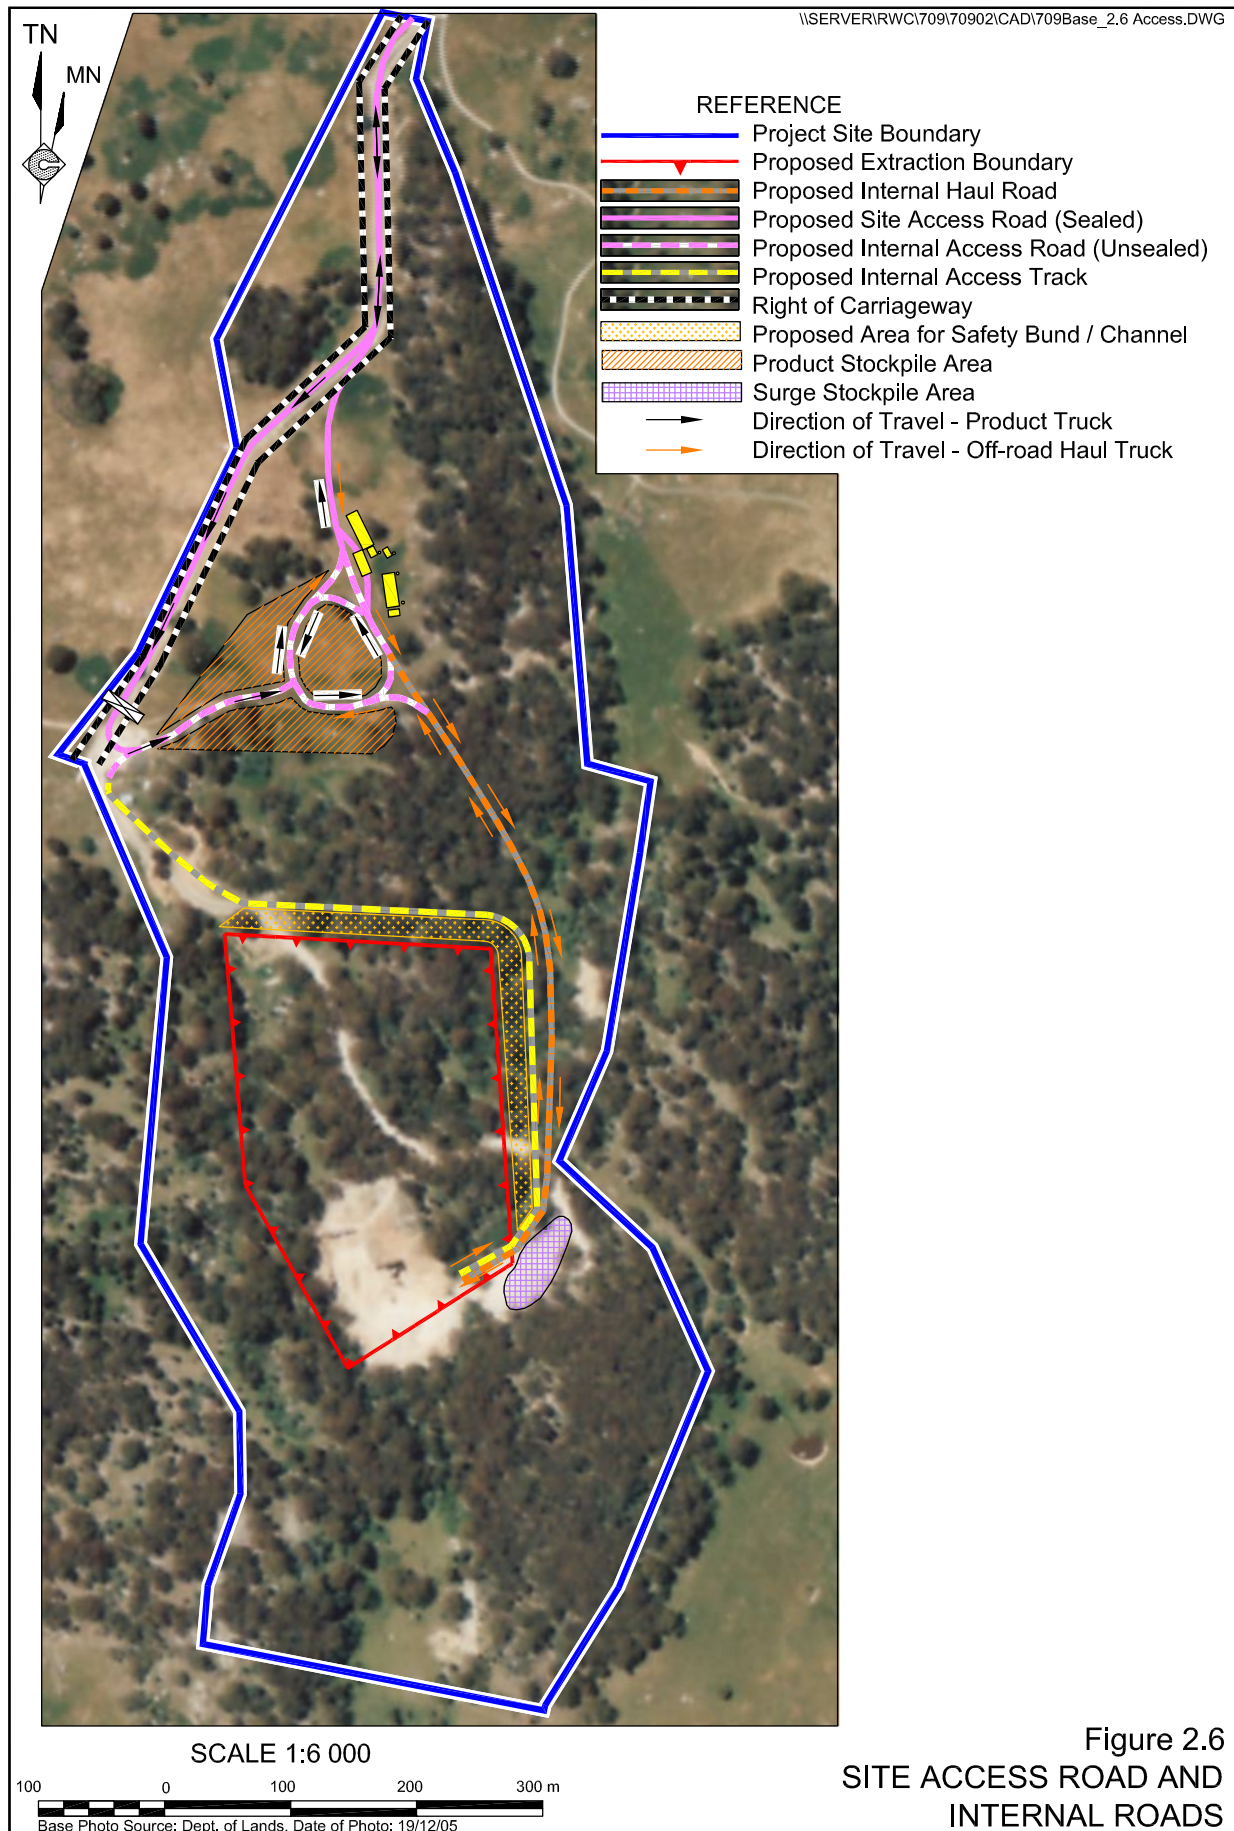 \\SERVER\RWC\709\70902\CAD\709Base_2.6 Access.DWG
TN
MN
REFERENCE
Project Site Boundary
Proposed Extraction Boundary
Proposed Internal Haul Road
Proposed Site Access Road (Sealed)
Proposed Internal Access Road (Unsealed)
Proposed Internal Access Track
Right of Carriageway
Proposed Area for Safety Bund / Channel
Product Stockpile Area
Surge Stockpile Area
Direction of Travel - Product Truck
Direction of Travel - Off-road Haul Truck
SCALE 1:6 000
100 0 100 200 300 m
Base Photo Source: Dept. of Lands. Date of Photo: 19/12/05
Figure 2.6
SITE ACCESS ROAD AND
INTERNAL ROADS